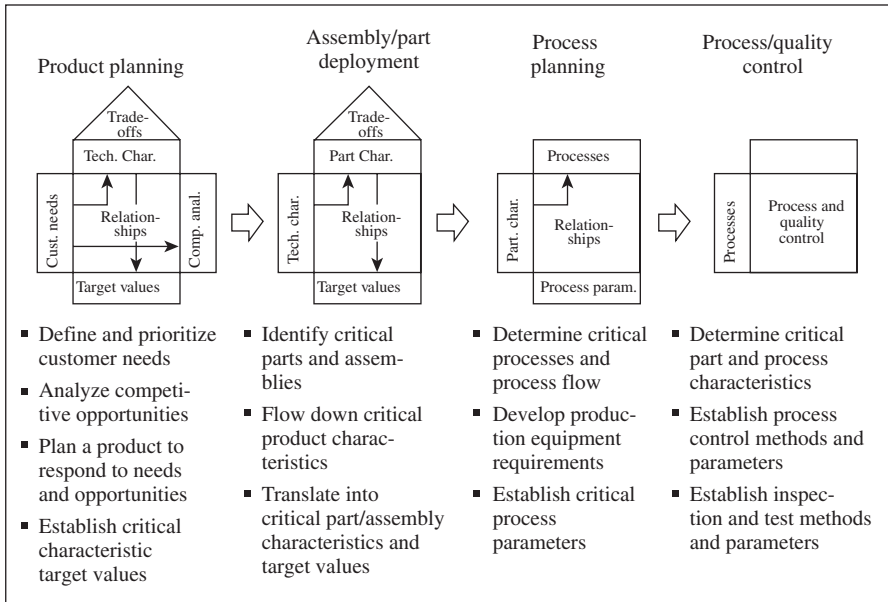 Product planning
Assembly/part
deployment
Process
planning
Process/quality
control
Trade-
offs
Tech. Char.
Cust. needs
Relation-
ships
Comp. anal.
Target values
Trade-
offs
Part Char.
Tech. char.
Relation-
ships
Target values
Processes
Part. char.
Relation-
ships
Process param.
Processes
Process and
quality
control
▪ Define and prioritize
customer needs
▪ Analyze competi-
tive opportunities
▪ Plan a product to
respond to needs
and opportunities
▪ Establish critical
characteristic
target values
▪ Identify critical
parts and assem-
blies
▪ Flow down critical
product charac-
teristics
▪ Translate into
critical part/assembly
characteristics and
target values
▪ Determine critical
processes and
process flow
▪ Develop produc-
tion equipment
requirements
▪ Establish critical
process
parameters
▪ Determine critical
part and process
characteristics
▪ Establish process
control methods and
parameters
▪ Establish inspec-
tion and test methods
and parameters